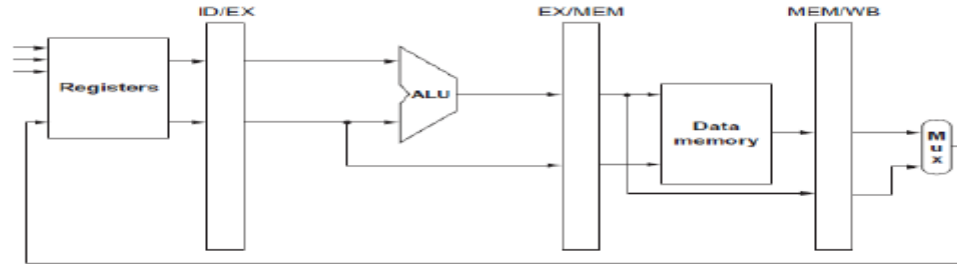 ID/EX
EX/MEM
MEM/WB
Registers
ALU
Data
memory
M
u
x